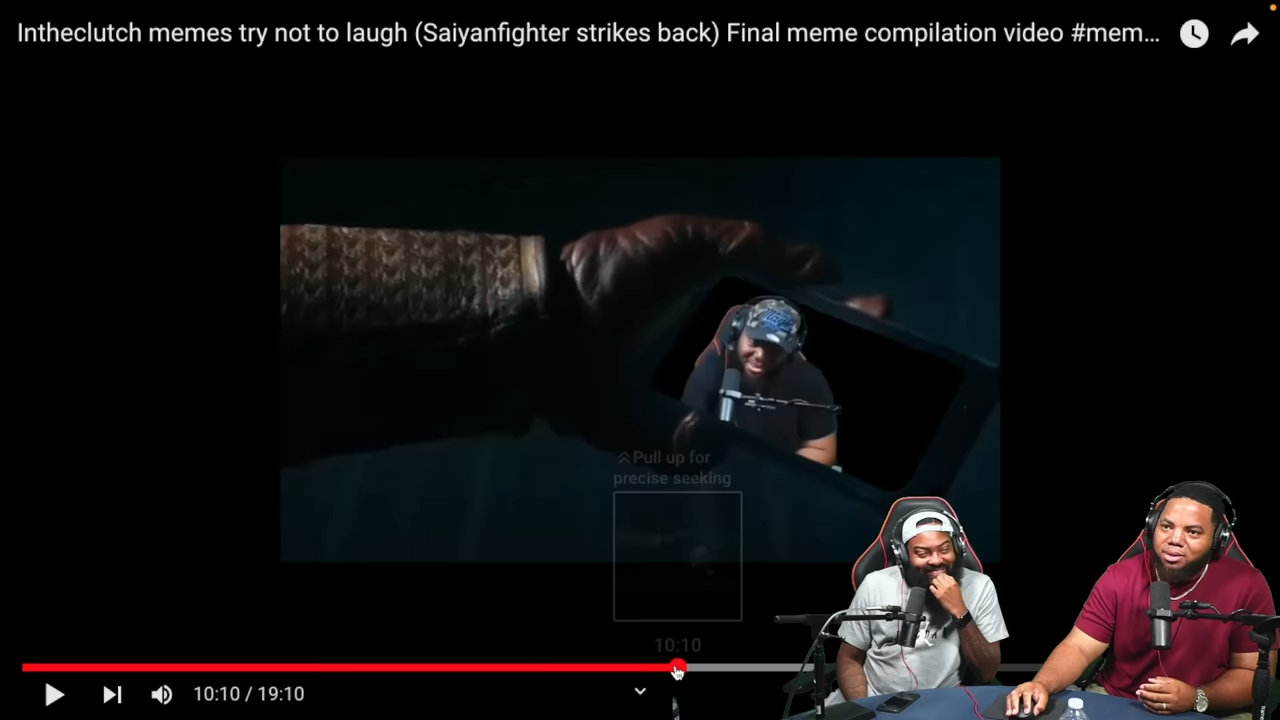 Intheclutch memes try not to laugh (Saiyanfighter strikes back) Final meme compilation video #mem...
Pull up for
precise seeking
10:10
10:10 / 19:10